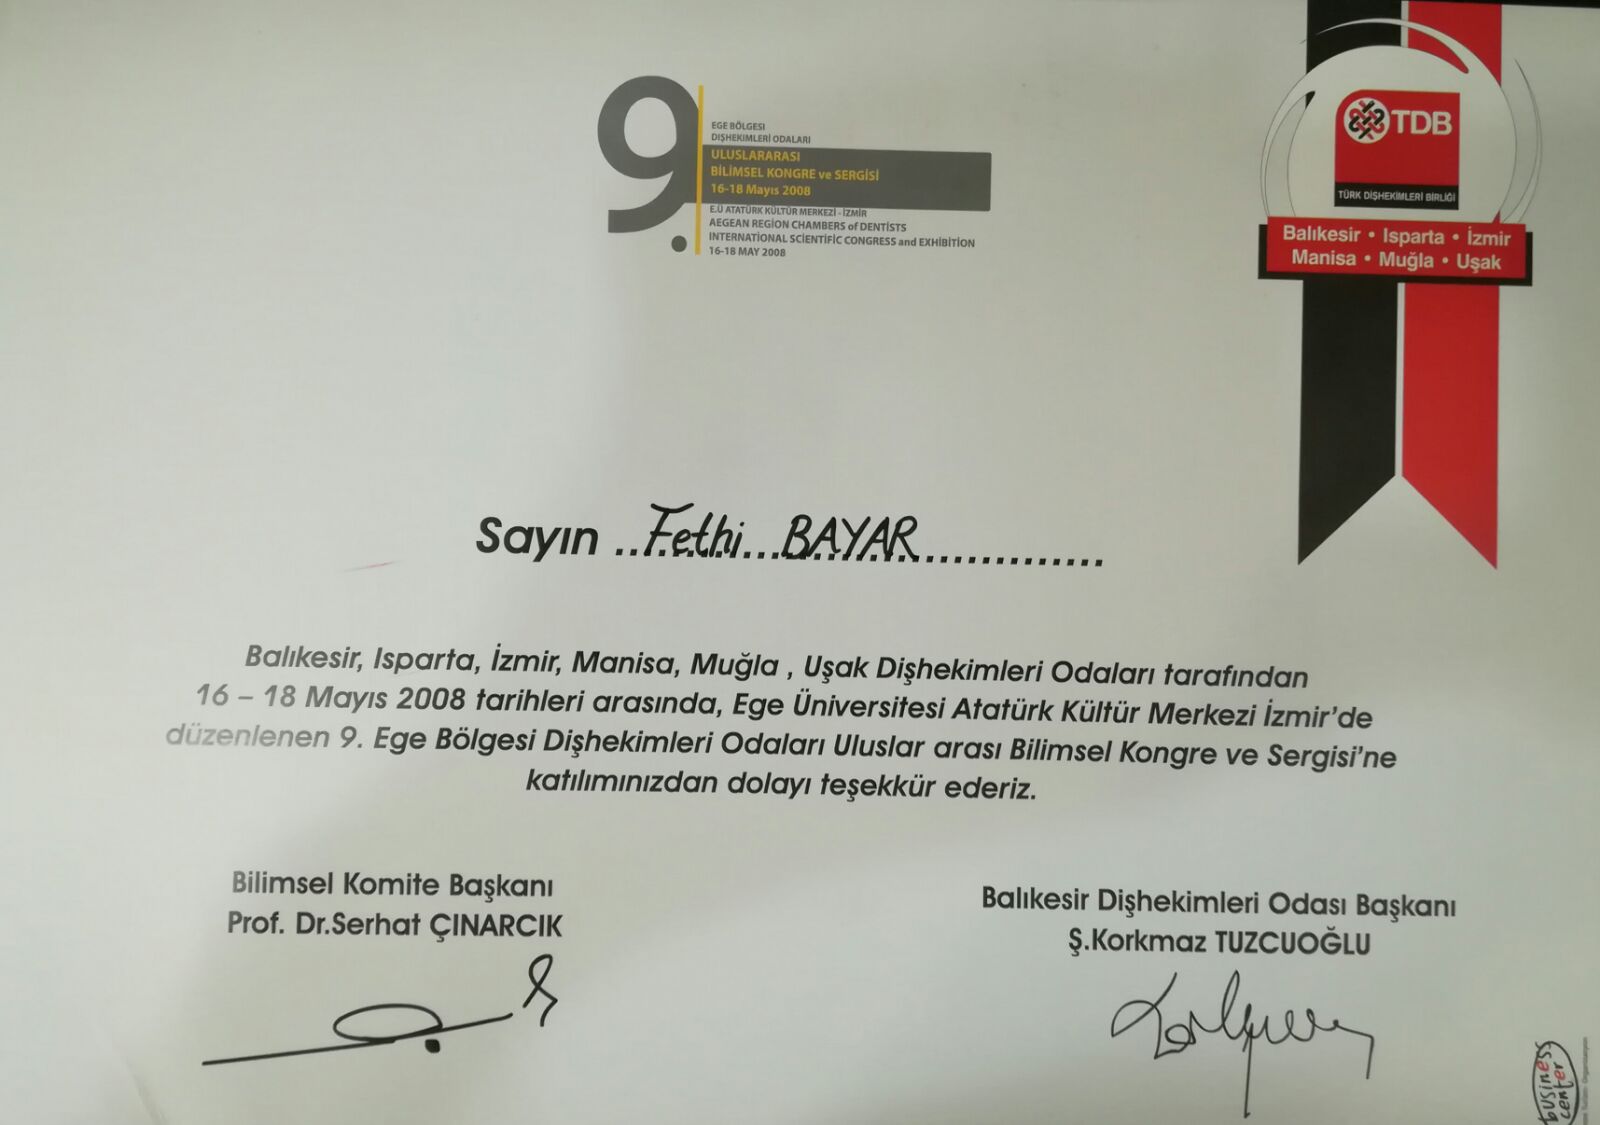 9.
EGE BÖLGESİ
DİŞHEKİMLERİ ODALARI
ULUSLARARASI
BİLİMSEL KONGRE ve SERGİSİ
16-18 Mayıs 2008
E.Ü ATATÜRK KÜLTÜR MERKEZİ - İZMİR
AEGEAN REGION CHAMBERS of DENTISTS
INTERNATIONAL SCIENTIFIC CONGRESS and EXHIBITION
16-18 MAY 2008
TDB
TÜRK DİŞHEKİMLERİ BİRLİĞİ
Balıkesir • Isparta • İzmir
Manisa • Muğla • Uşak
Sayın ..Fethi...BAYAR..............
Balıkesir, Isparta, İzmir, Manisa, Muğla , Uşak Dişhekimleri Odaları tarafından
16 – 18 Mayıs 2008 tarihleri arasında, Ege Üniversitesi Atatürk Kültür Merkezi İzmir'de
düzenlenen 9. Ege Bölgesi Dişhekimleri Odaları Uluslar arası Bilimsel Kongre ve Sergisi'ne
katılımınızdan dolayı teşekkür ederiz.
Bilimsel Komite Başkanı
Prof. Dr.Serhat ÇINARCIK
Balıkesir Dişhekimleri Odası Başkanı
Ş.Korkmaz TUZCUOĞLU
business
center